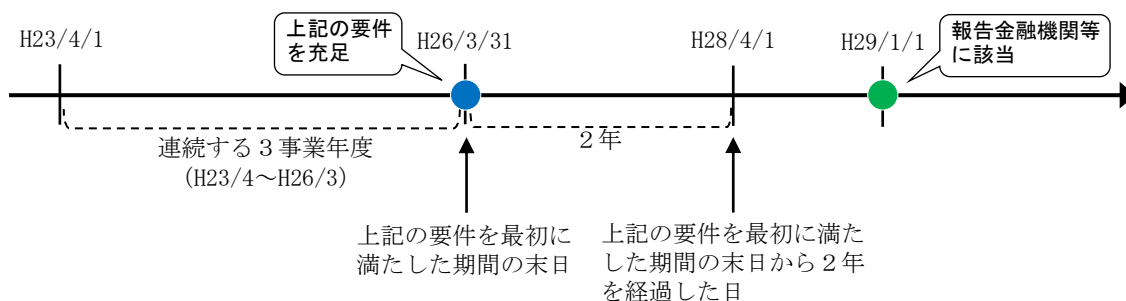 H23/4/1
上記の要件
を充足
H26/3/31
H28/4/1
H29/1/1
報告金融機関等
に該当
連続する３事業年度
（H23/4～H26/3）
２年
上記の要件を最初に
満たした期間の末日
上記の要件を最初に満た
した期間の末日から２年
を経過した日